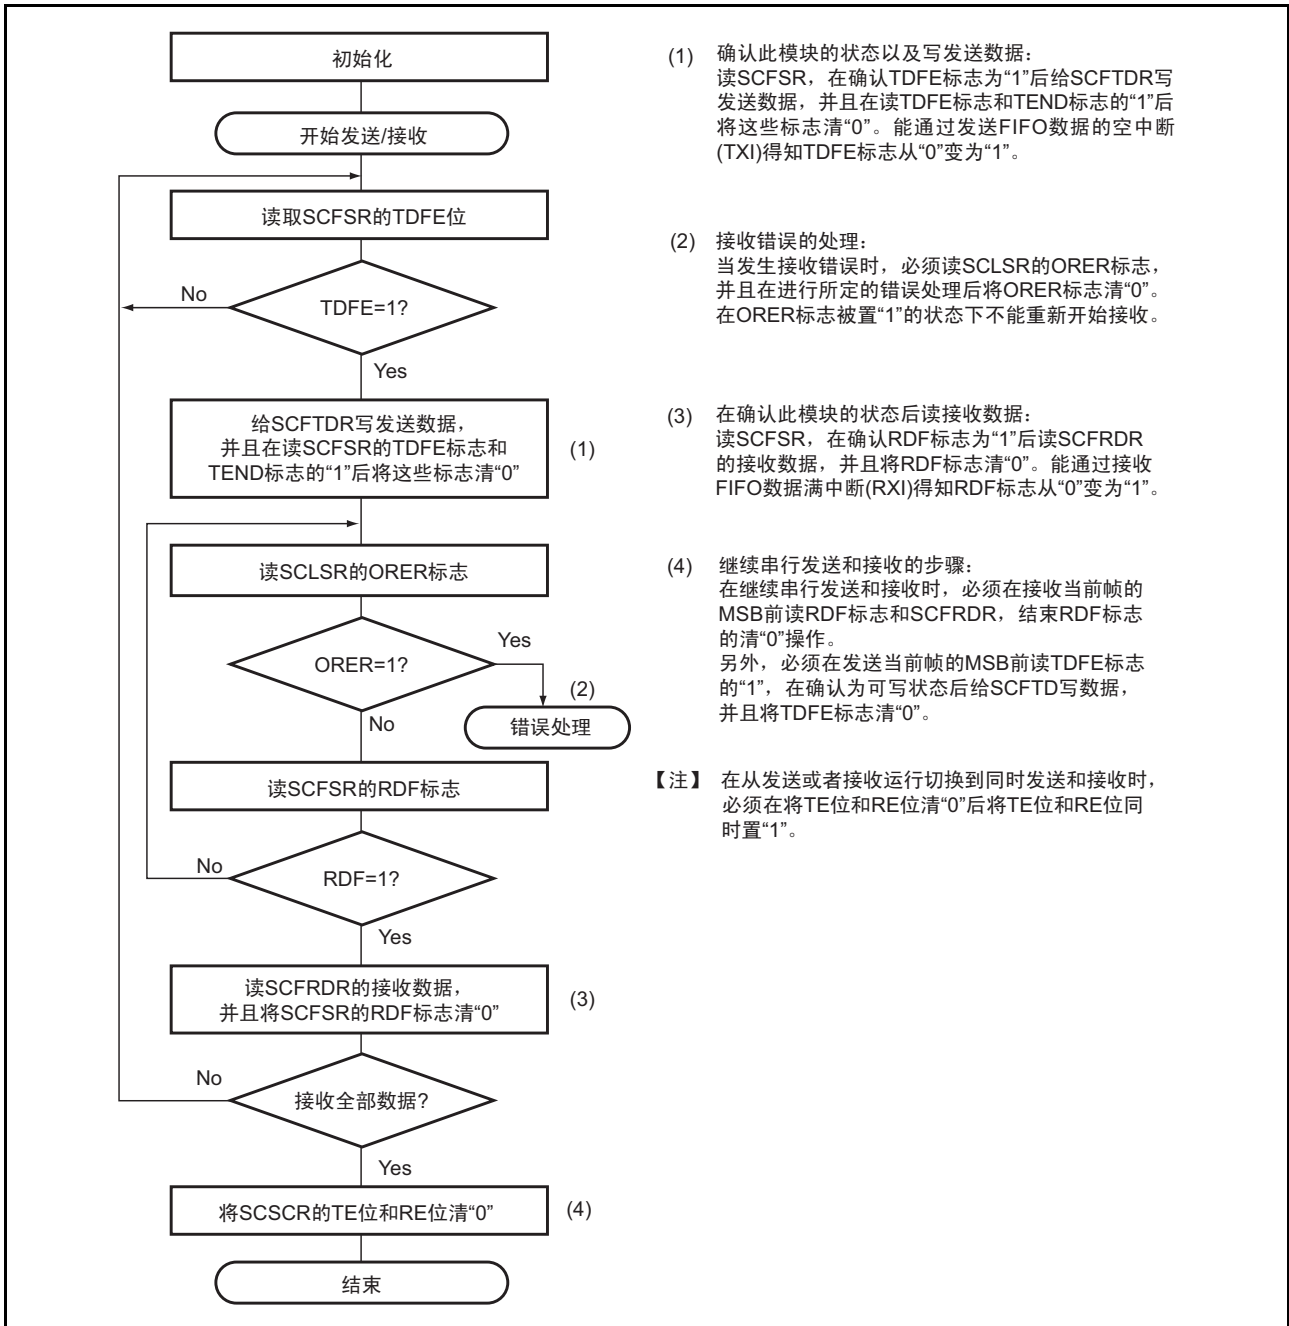 初始化
开始发送/接收
读取SCFSR的TDFE位
No
TDFE=1?
Yes
给SCFTDR写发送数据，
并且在读SCFSR的TDFE标志和
TEND标志的“1”后将这些标志清“0”
(1)
读SCLSR的ORER标志
ORER=1?
Yes
(2)
错误处理
No
读SCFSR的RDF标志
No
RDF=1?
Yes
读SCFRDR的接收数据，
并且将SCFSR的RDF标志清“0”
(3)
No
接收全部数据?
Yes
将SCSCR的TE位和RE位清“0”
(4)
结束
(1) 确认此模块的状态以及写发送数据：
读SCFSR，在确认TDFE标志为“1”后给SCFTDR写
发送数据，并且在读TDFE标志和TEND标志的“1”后
将这些标志清“0”。能通过发送FIFO数据的空中断
(TXI)得知TDFE标志从“0”变为“1”。
(2) 接收错误的处理：
当发生接收错误时，必须读SCLSR的ORER标志，
并且在进行所定的错误处理后将ORER标志清“0”。
在ORER标志被置“1”的状态下不能重新开始接收。
(3) 在确认此模块的状态后读接收数据：
读SCFSR，在确认RDF标志为“1”后读SCFRDR
的接收数据，并且将RDF标志清“0”。能通过接收
FIFO数据满中断(RXI)得知RDF标志从“0”变为“1”。
(4) 继续串行发送和接收的步骤：
在继续串行发送和接收时，必须在接收当前帧的
MSB前读RDF标志和SCFRDR，结束RDF标志
的清“0”操作。
另外，必须在发送当前帧的MSB前读TDFE标志
的“1”，在确认为可写状态后给SCFTD写数据，
并且将TDFE标志清“0”。
【注】 在从发送或者接收运行切换到同时发送和接收时，
必须在将TE位和RE位清“0”后将TE位和RE位同
时置“1”。